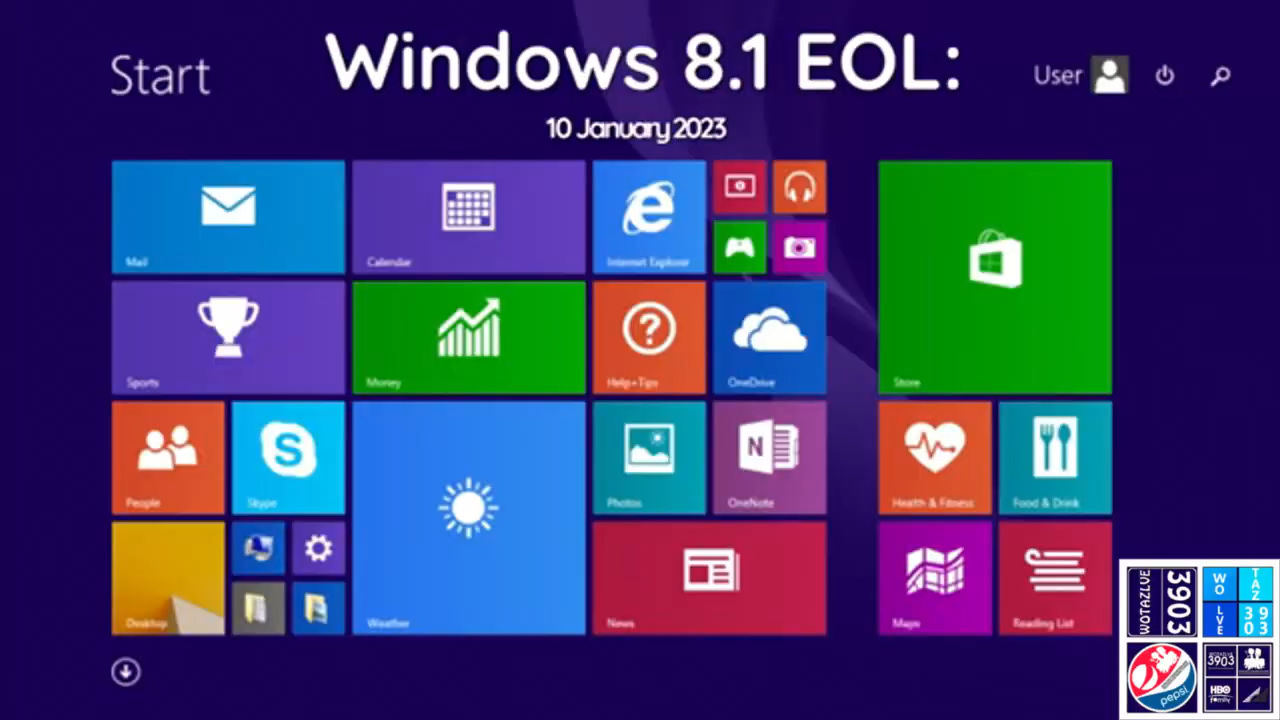 Windows 8.1 EOL:
Start
User
10 January 2023
Mail
Calendar
Internet Explorer
Sports
Money
Help+Tips
OneDrive
Store
People
Skype
Photos
OneNote
Health & Fitness
Food & Drink
Desktop
Weather
News
Maps
Reading List
WOTAZLVE
3903
WO
TAZ
LVE
3903
pepsi
WOTAZLVE
3903
HBO
family